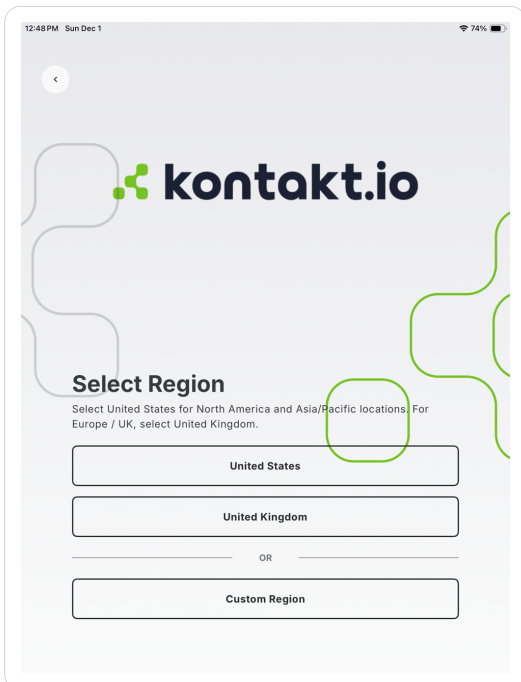 12:48 PM Sun Dec 1 74%
kontakt.io
Select Region
Select United States for North America and Asia/Pacific locations. For
Europe / UK, select United Kingdom.
United States
United Kingdom
OR
Custom Region